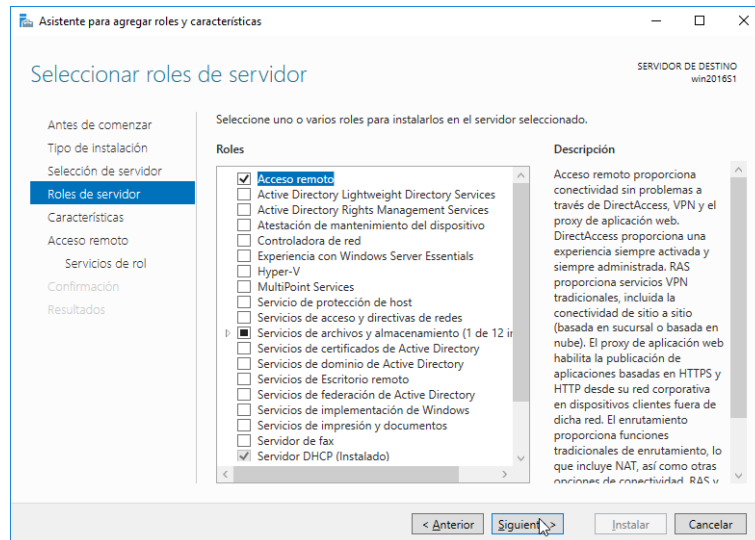 Asistente para agregar roles y características
Seleccionar roles de servidor
SERVIDOR DE DESTINO
win2016S1
Antes de comenzar
Tipo de instalación
Selección de servidor
Roles de servidor
Características
Acceso remoto
Servicios de rol
Confirmación
Resultados
Seleccione uno o varios roles para instalarlos en el servidor seleccionado.
Roles
Acceso remoto
Active Directory Lightweight Directory Services
Active Directory Rights Management Services
Atestación de mantenimiento del dispositivo
Controladora de red
Experiencia con Windows Server Essentials
Hyper-V
MultiPoint Services
Servicio de protección de host
Servicios de acceso y directivas de redes
Servicios de archivos y almacenamiento (1 de 12 in
Servicios de certificados de Active Directory
Servicios de dominio de Active Directory
Servicios de Escritorio remoto
Servicios de federación de Active Directory
Servicios de implementación de Windows
Servicios de impresión y documentos
Servidor de fax
Servidor DHCP (Instalado)
Descripción
Acceso remoto proporciona
conectividad sin problemas a
través de DirectAccess, VPN y el
proxy de aplicación web.
DirectAccess proporciona una
experiencia siempre activada y
siempre administrada. RAS
proporciona servicios VPN
tradicionales, incluida la
conectividad de sitio a sitio
(basada en sucursal o basada en
nube). El proxy de aplicación web
habilita la publicación de
aplicaciones basadas en HTTPS y
HTTP desde su red corporativa
en dispositivos clientes fuera de
dicha red. El enrutamiento
proporciona funciones
tradicionales de enrutamiento, lo
que incluye NAT, así como otras
opciones de conectividad. RAS y
< Anterior
Siguiente >
Instalar
Cancelar